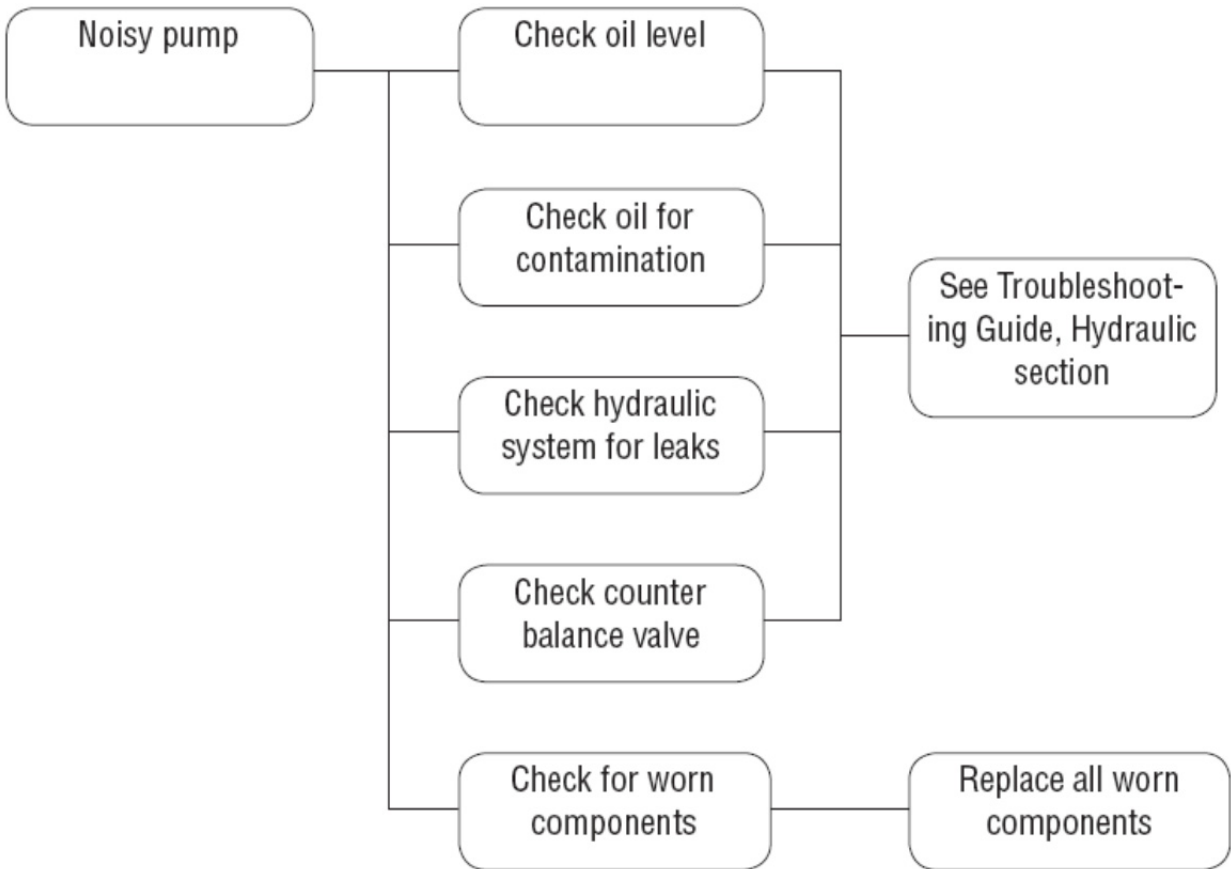 Noisy pump
Check oil level
Check oil for
contamination
See Troubleshoot-
ing Guide, Hydraulic
section
Check hydraulic
system for leaks
Check counter
balance valve
Check for worn
components
Replace all worn
components